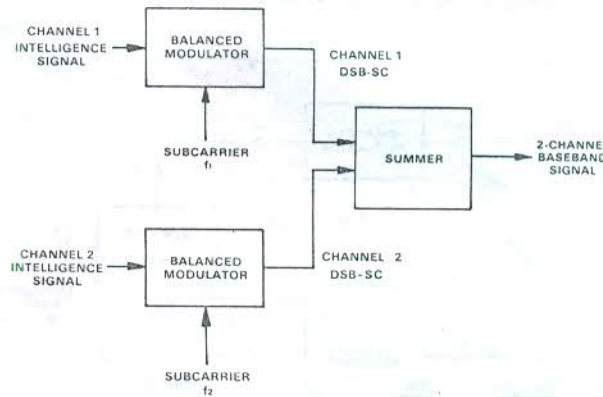 CHANNEL 1
INTELLIGENCE
SIGNAL
BALANCED
MODULATOR
CHANNEL 1
DSB-SC
SUBCARRIER
f1
SUMMER
2-CHANNEL
BASEBAND
SIGNAL
CHANNEL 2
INTELLIGENCE
SIGNAL
BALANCED
MODULATOR
CHANNEL 2
DSB-SC
SUBCARRIER
f2